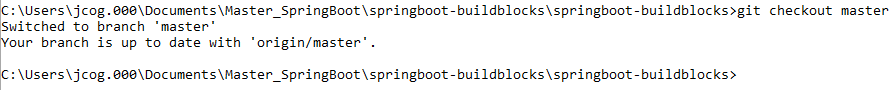 C:\Users\jcog.000\Documents\Master_SpringBoot\springboot-buildblocks\springboot-buildblocks>git checkout master
Switched to branch 'master'
Your branch is up to date with 'origin/master'.
C:\Users\jcog.000\Documents\Master_SpringBoot\springboot-buildblocks\springboot-buildblocks>